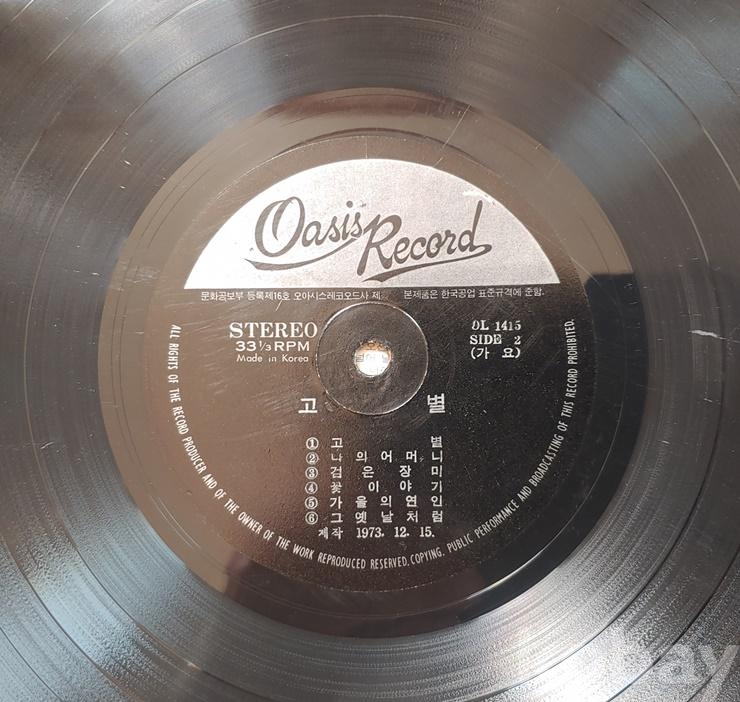 Oasis Record
문화공보부 등록제16호 오아시스레코오드사 제 본제품은 한국공업 표준규격에 준함.
STEREO
33 1/3 RPM
Made in Korea
OL 1415
SIDE 2
(가 요)
고 별
① 고 별
② 나 의 어 머 니
③ 검 은 장 미
④ 꽃 이 야 기
⑤ 가 을 의 연 인
⑥ 그 옛 날 처 럼
제작 1973. 12. 15.
ALL RIGHTS OF THE RECORD PRODUCER AND OF THE OWNER OF THE WORK REPRODUCED RESERVED. COPYING. PUBLIC PERFORMANCE AND BROADCASTING OF THIS RECORD PROHIBITED.